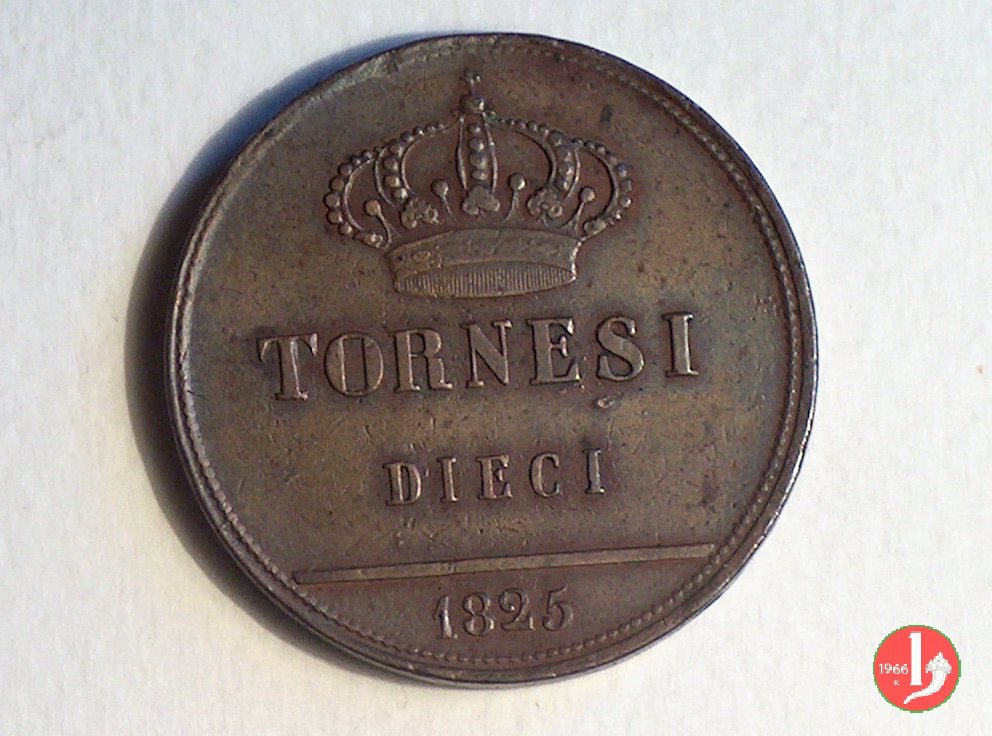 TORNESI
DIECI
1825
1966